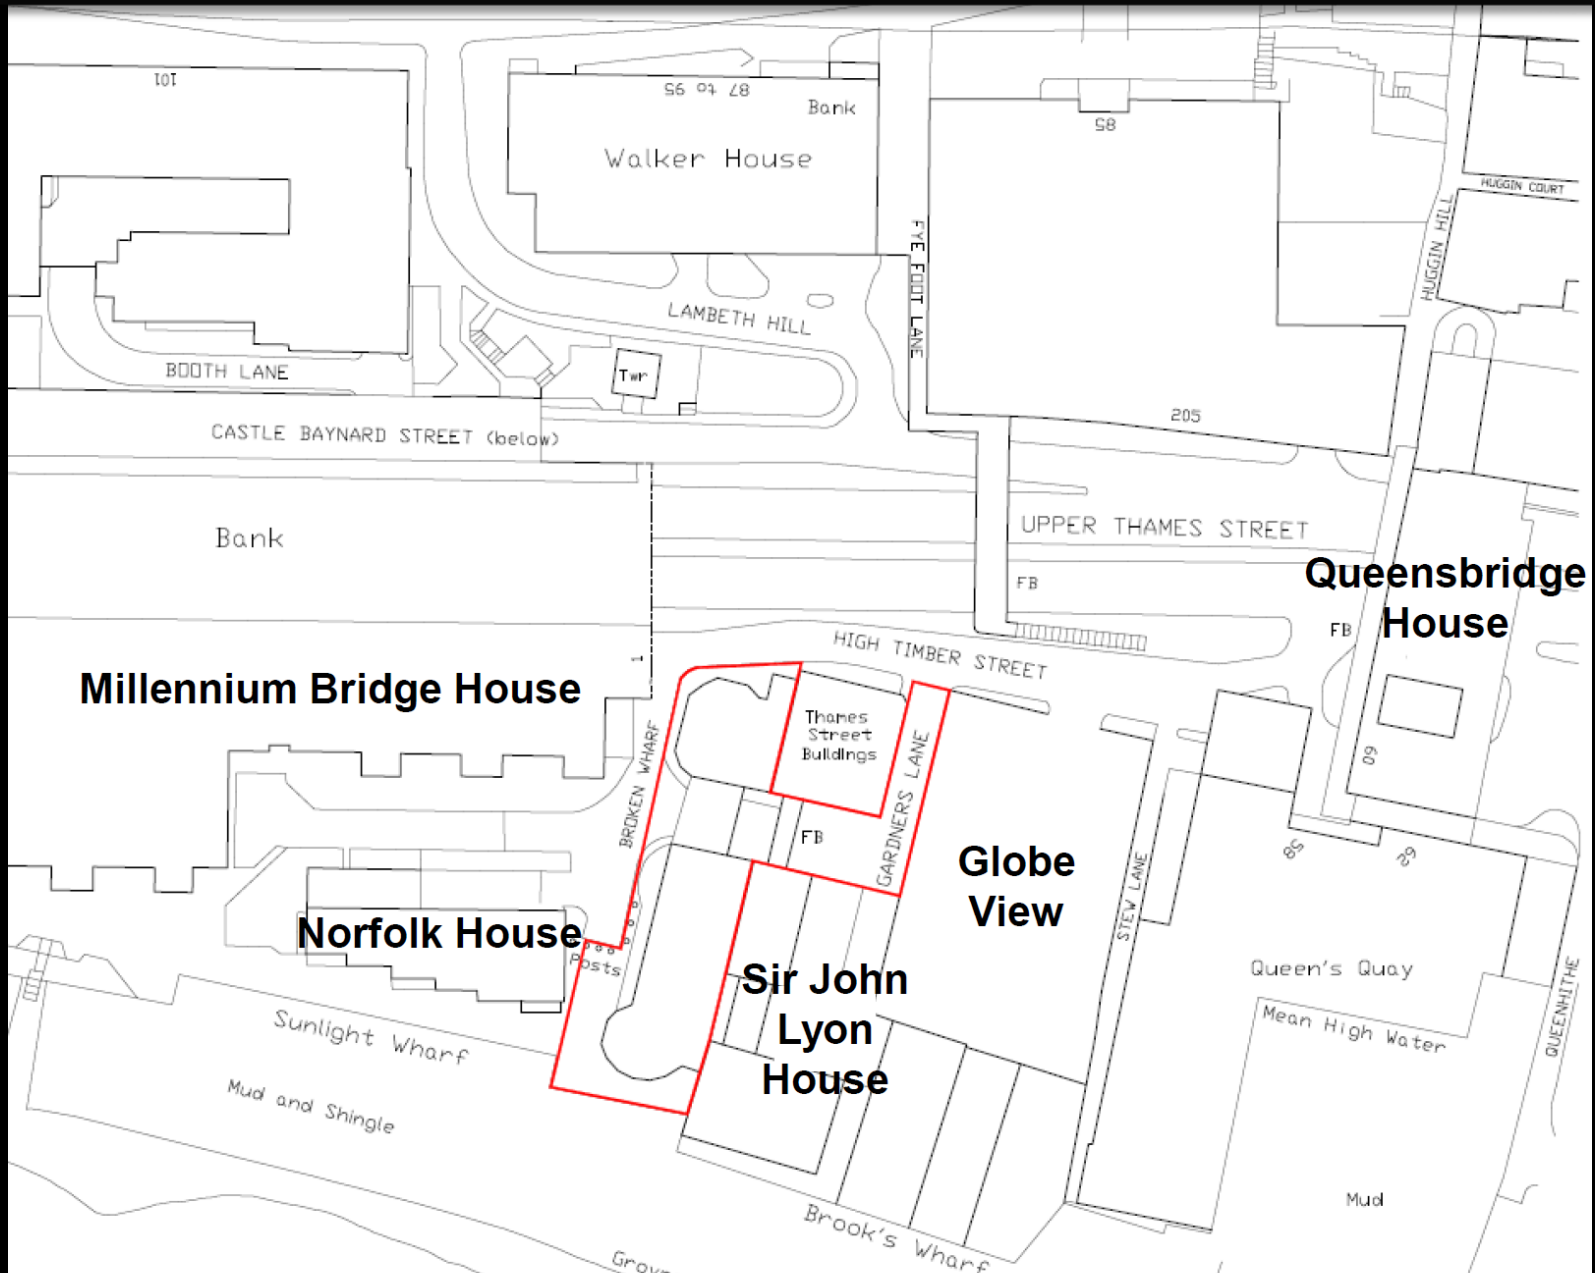 101
87 to 95
Bank
Walker House
85
HUGGIN COURT
HUGGIN HILL
FYE FOOT LANE
LAMBETH HILL
BOOTH LANE
Twr
205
CASTLE BAYNARD STREET (below)
UPPER THAMES STREET
Bank
FB
Queensbridge
House
FB
HIGH TIMBER STREET
1
Millennium Bridge House
Thames
Street
Buildings
BROKEN WHARF
GARDNERS LANE
60
FB
Globe
View
58
62
STEW LANE
Norfolk House
Posts
Sir John
Lyon
House
Queen's Quay
Mean High Water
QUEENHITHE
Sunlight Wharf
Mud and Shingle
Mud
Brook's Wharf